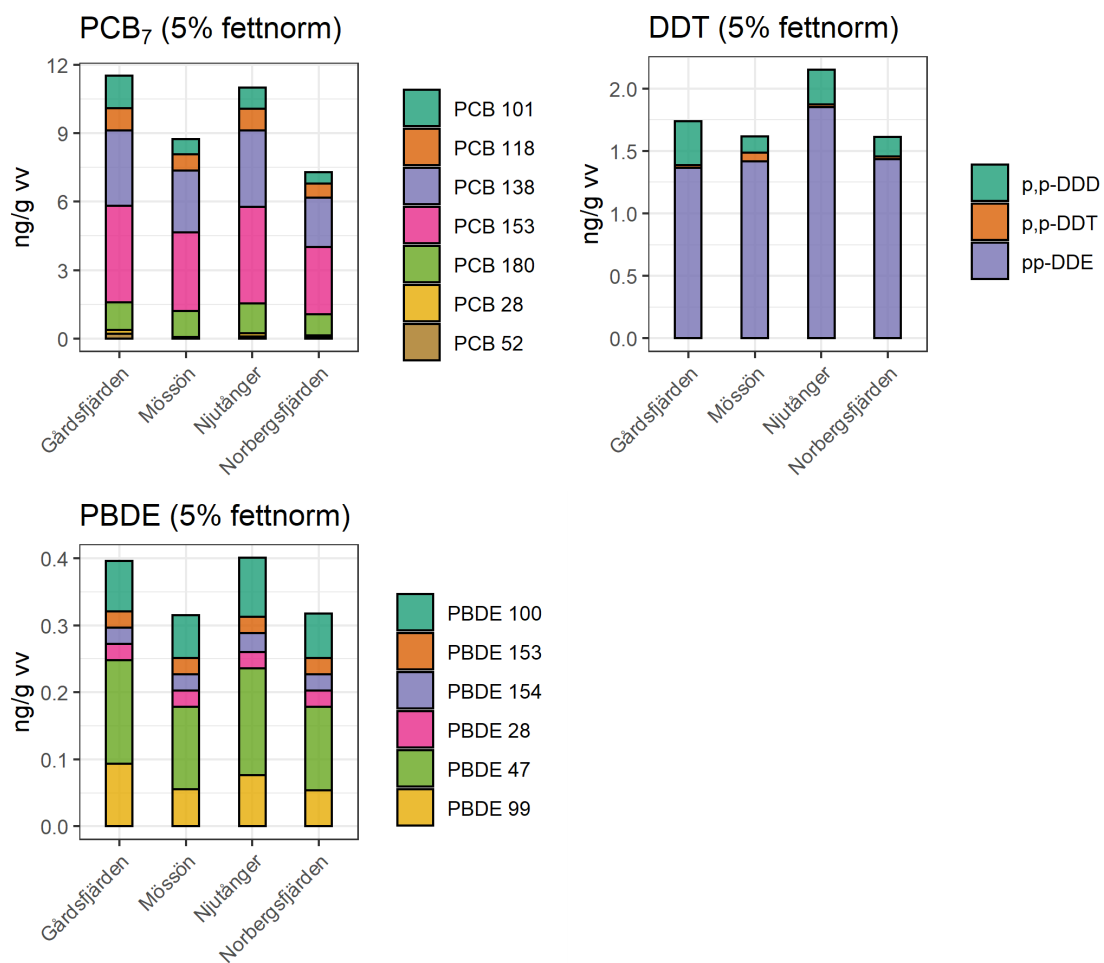 PCB₇ (5% fettnorm)
ng/g vv
12
9
6
3
0
Gårdsfjärden
Mössön
Njutånger
Norbergsfjärden
PCB 101
PCB 118
PCB 138
PCB 153
PCB 180
PCB 28
PCB 52
DDT (5% fettnorm)
ng/g vv
2.0
1.5
1.0
0.5
0.0
Gårdsfjärden
Mössön
Njutånger
Norbergsfjärden
p,p-DDD
p,p-DDT
pp-DDE
PBDE (5% fettnorm)
ng/g vv
0.4
0.3
0.2
0.1
0.0
Gårdsfjärden
Mössön
Njutånger
Norbergsfjärden
PBDE 100
PBDE 153
PBDE 154
PBDE 28
PBDE 47
PBDE 99